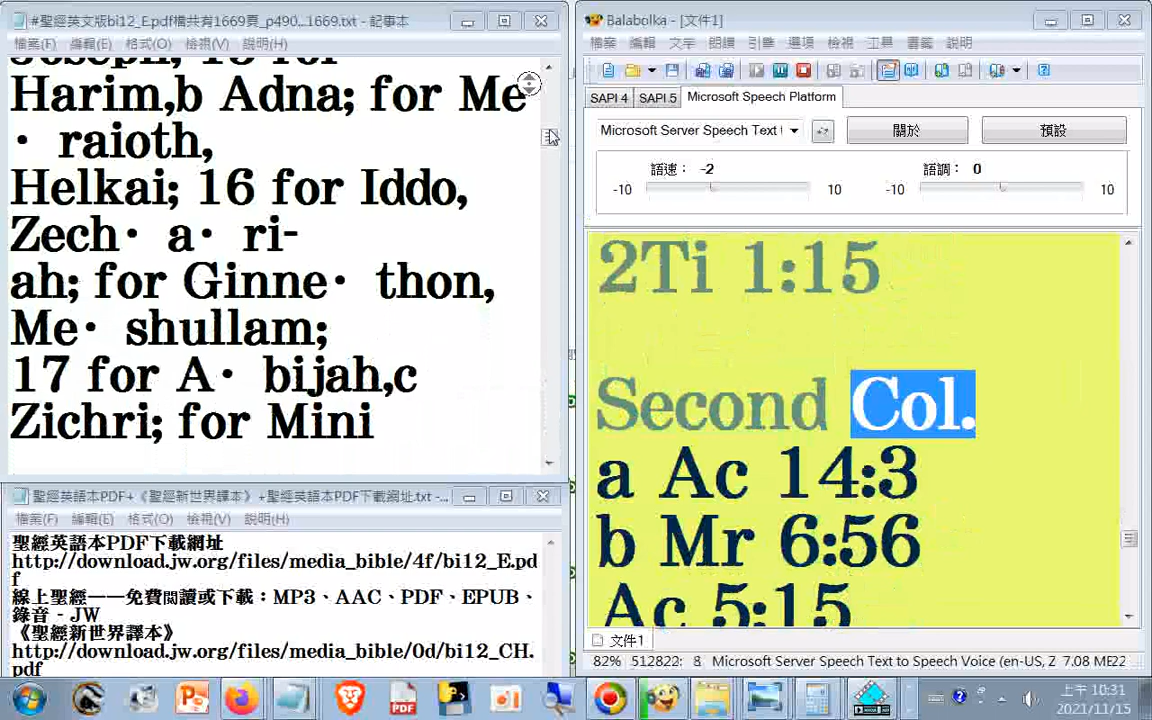 #聖經英文版bi12_E.pdf檔共有1669頁_p490...1669.txt - 記事本
檔案(F) 編輯(E) 格式(O) 檢視(V) 說明(H)
Joseph; 15 for
Harim,b Adna; for Me
· raioth,
Helkai; 16 for Iddo,
Zech· a· ri-
ah; for Ginne· thon,
Me· shullam;
17 for A· bijah,c
Zichri; for Mini
聖經英語本PDF+《聖經新世界譯本》+聖經英語本PDF下載網址.txt -...
檔案(F) 編輯(E) 格式(O) 檢視(V) 說明(H)
聖經英語本PDF下載網址
http://download.jw.org/files/media_bible/4f/bi12_E.pd
f
線上聖經——免費閱讀或下載：MP3、AAC、PDF、EPUB、
錄音 - JW
《聖經新世界譯本》
http://download.jw.org/files/media_bible/0d/bi12_CH.
pdf
Balabolka - [文件1]
檔案 編輯 文字 朗讀 引擎 選項 檢視 工具 書籤 說明
SAPI 4 SAPI 5 Microsoft Speech Platform
Microsoft Server Speech Text 關於 預設
語速： -2 語調： 0
-10 10 -10 10
2Ti 1:15
Second Col.
a Ac 14:3
b Mr 6:56
Ac 5:15
文件1
82% 512822: 8 Microsoft Server Speech Text to Speech Voice (en-US, Z 7.08 ME22
PDF
上午 10:31
2021/11/15